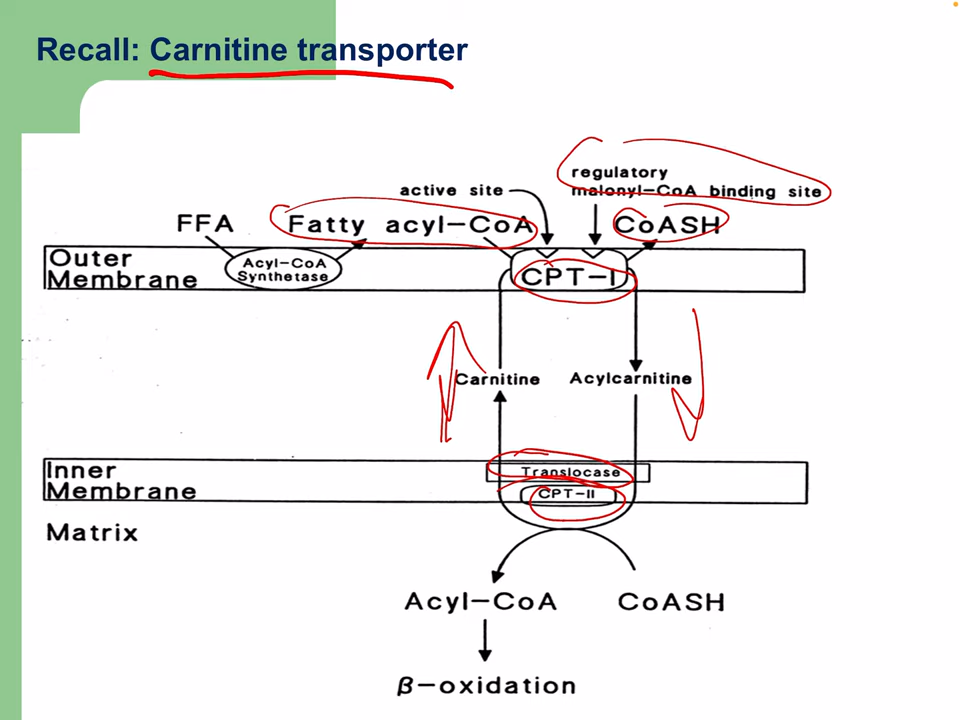 Recall: Carnitine transporter
regulatory
malonyl-CoA binding site
active site
FFA
Fatty acyl-CoA
CoASH
Outer
Membrane
Acyl-CoA
Synthetase
CPT-I
Carnitine
Acylcarnitine
Inner
Membrane
Translocase
CPT-II
Matrix
Acyl-CoA
CoASH
β-oxidation